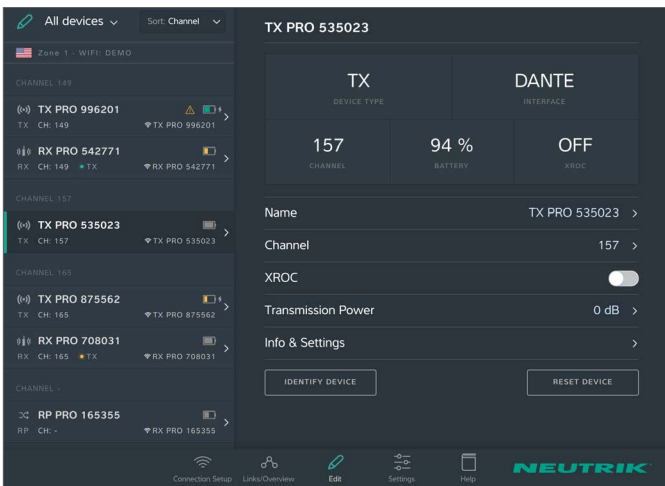 All devices
Sort: Channel
Zone 1 - WIFI: DEMO
CHANNEL 149
TX PRO 996201
TX CH: 149 TX PRO 996201
RX PRO 542771
RX CH: 149 TX RX PRO 542771
CHANNEL 157
TX PRO 535023
TX CH: 157 TX PRO 535023
CHANNEL 165
TX PRO 875562
TX CH: 165 TX PRO 875562
RX PRO 708031
RX CH: 165 TX RX PRO 708031
CHANNEL -
RP PRO 165355
RP CH: - RX PRO 165355
TX PRO 535023
TX
DEVICE TYPE
DANTE
INTERFACE
157
CHANNEL
94 %
BATTERY
OFF
XROC
Name TX PRO 535023
Channel 157
XROC
Transmission Power 0 dB
Info & Settings
IDENTIFY DEVICE
RESET DEVICE
Connection Setup
Links/Overview
Edit
Settings
Help
NEUTRIK